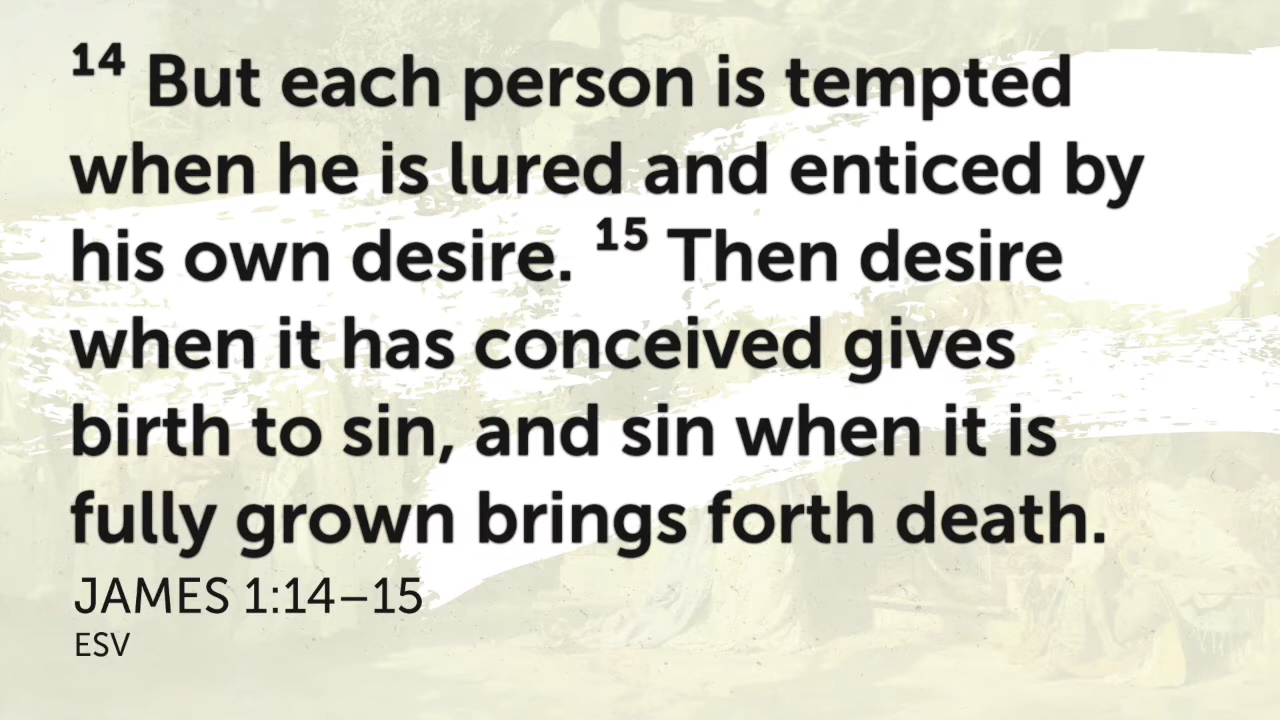 14 But each person is tempted
when he is lured and enticed by
his own desire. 15 Then desire
when it has conceived gives
birth to sin, and sin when it is
fully grown brings forth death.
JAMES 1:14–15
ESV